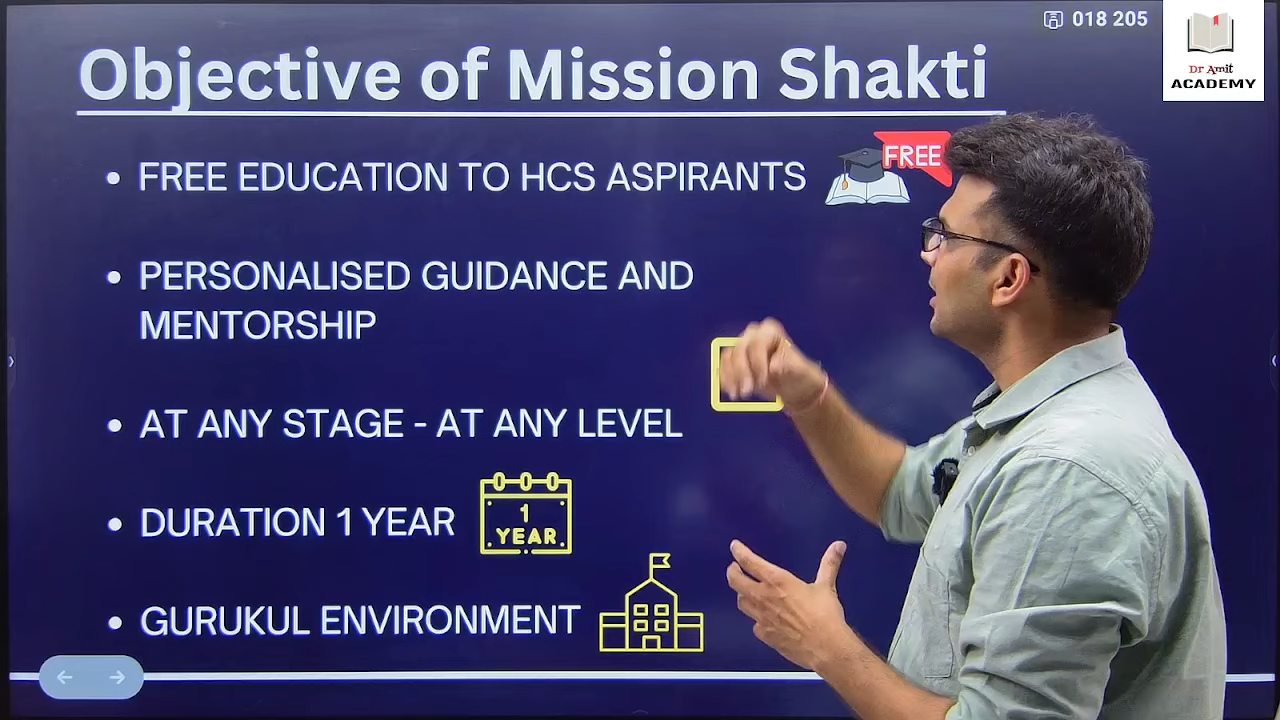 018 205
Dr Amit
ACADEMY
Objective of Mission Shakti
• FREE EDUCATION TO HCS ASPIRANTS
FREE
• PERSONALISED GUIDANCE AND
MENTORSHIP
• AT ANY STAGE - AT ANY LEVEL
• DURATION 1 YEAR
1
YEAR
• GURUKUL ENVIRONMENT